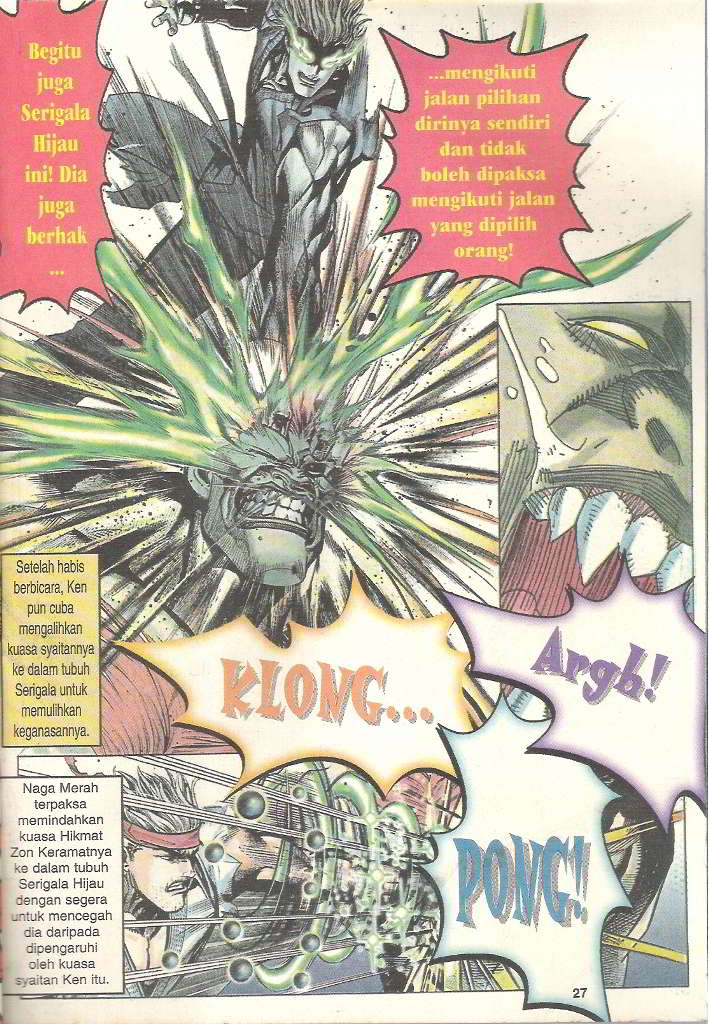 Begitu
juga
Serigala
Hijau
ini! Dia
juga
berhak
...
...mengikuti
jalan pilihan
dirinya sendiri
dan tidak
boleh dipaksa
mengikuti jalan
yang dipilih
orang!
Setelah habis
berbicara, Ken
pun cuba
mengalihkan
kuasa syaitannya
ke dalam tubuh
Serigala untuk
memulihkan
keganasannya.
KLONG...
Argh!
Naga Merah
terpaksa
memindahkan
kuasa Hikmat
Zon Keramatnya
ke dalam tubuh
Serigala Hijau
dengan segera
untuk mencegah
dia daripada
dipengaruhi
oleh kuasa
syaitan Ken itu.
PONG!!
27